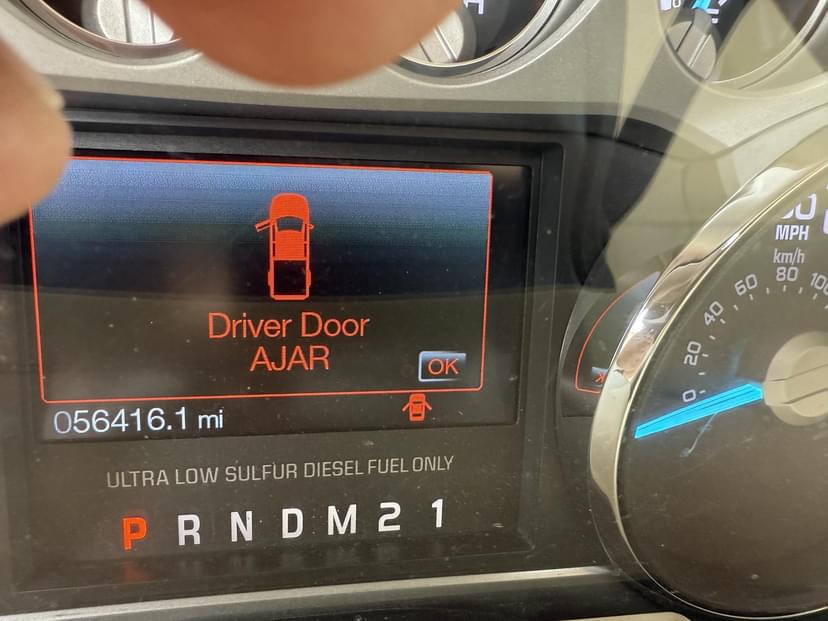 Driver Door
AJAR
OK
056416.1 mi
ULTRA LOW SULFUR DIESEL FUEL ONLY
P R N D M 2 1
MPH
km/h
0
20
40
60
80